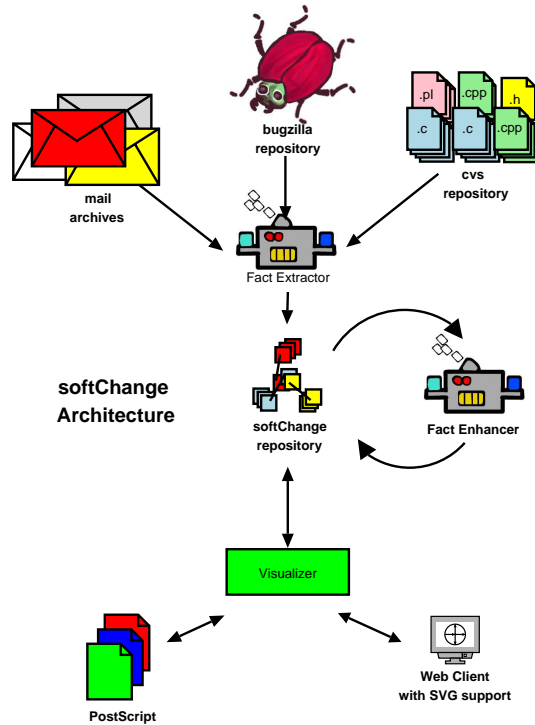 bugzilla
repository
.pl
.cpp
.h
.c
.c
.cpp
mail
archives
cvs
repository
Fact Extractor
softChange
Architecture
softChange
repository
Fact Enhancer
Visualizer
PostScript
Web Client
with SVG support